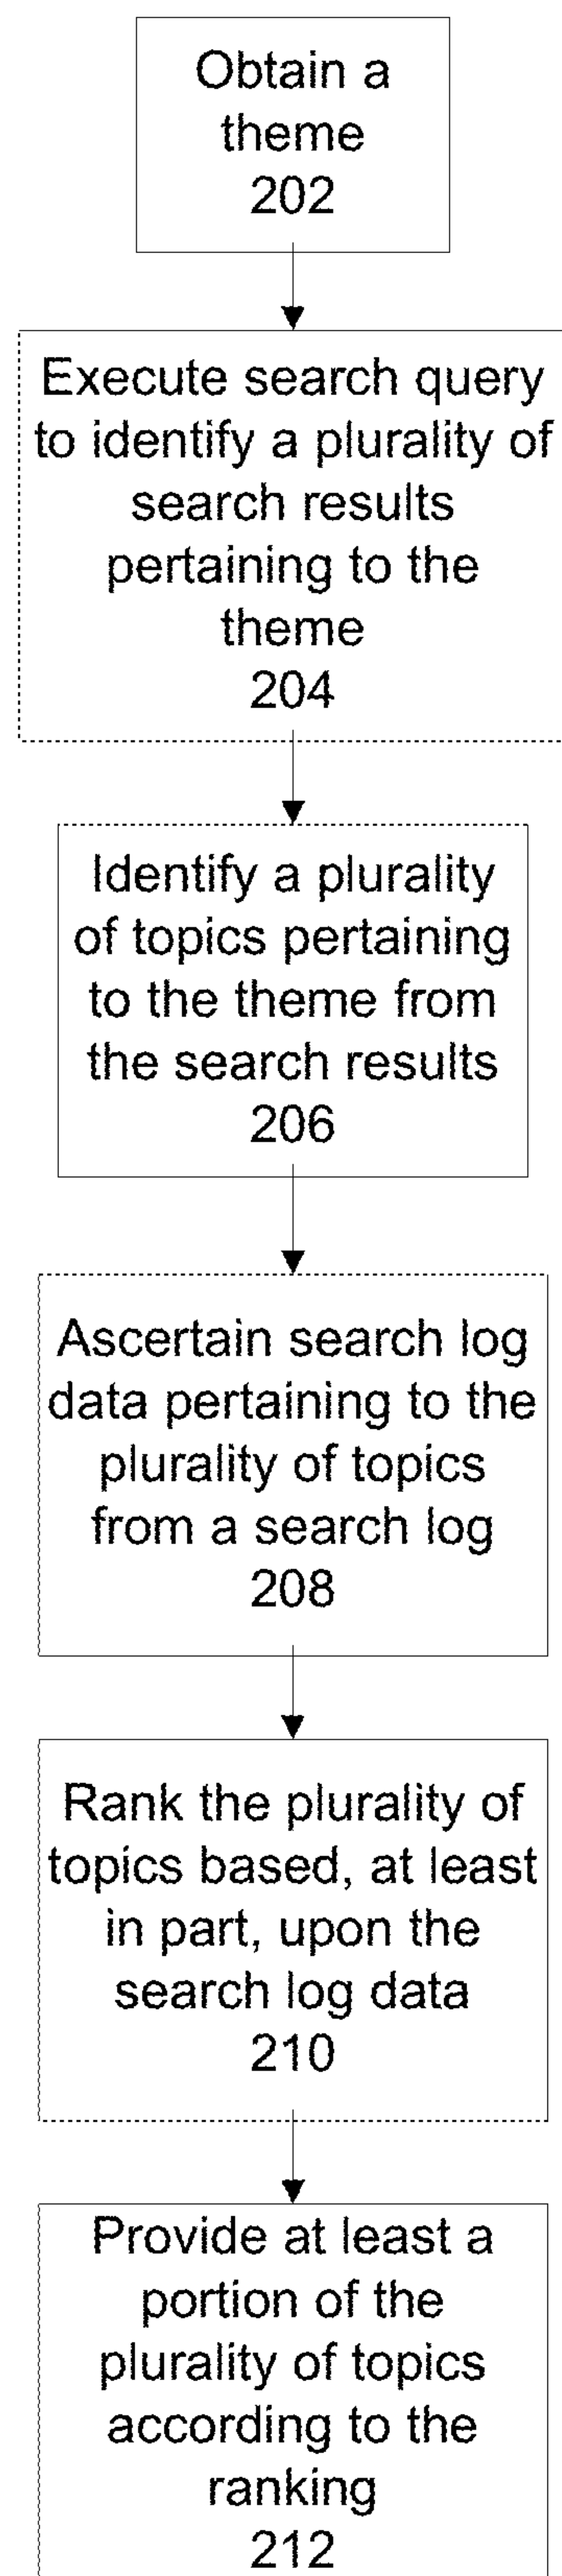 Obtain a
theme
202
Execute search query
to identify a plurality of
search results
pertaining to the
theme
204
Identify a plurality
of topics pertaining
to the theme from
the search results
206
Ascertain search log
data pertaining to the
plurality of topics
from a search log
208
Rank the plurality of
topics based, at least
in part, upon the
search log data
210
Provide at least a
portion of the
plurality of topics
according to the
ranking
212